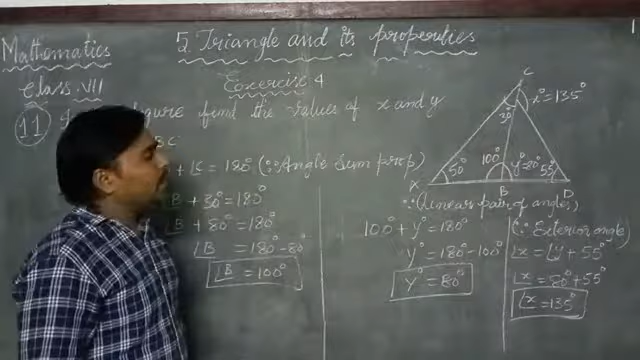 Mathematics
Class. VII
5. Triangle and its properties
Exercise 4
11
figure find the values of x and y
+ ∠C = 180° (∵ Angle Sum prop)
∠B + 30° = 180°
+ 80° = 180°
∠B = 180° - 80°
∠B = 100°
C
x° = 135°
30°
50°
100°
y° =
55°
A
B
D
∵ (Linear pair of angles)
100° + y° = 180°
y° = 180° - 100°
y° = 80°
(∵ Exterior angle)
∠x = ∠y + 55°
∠x = 80° + 55°
∠x = 135°
1